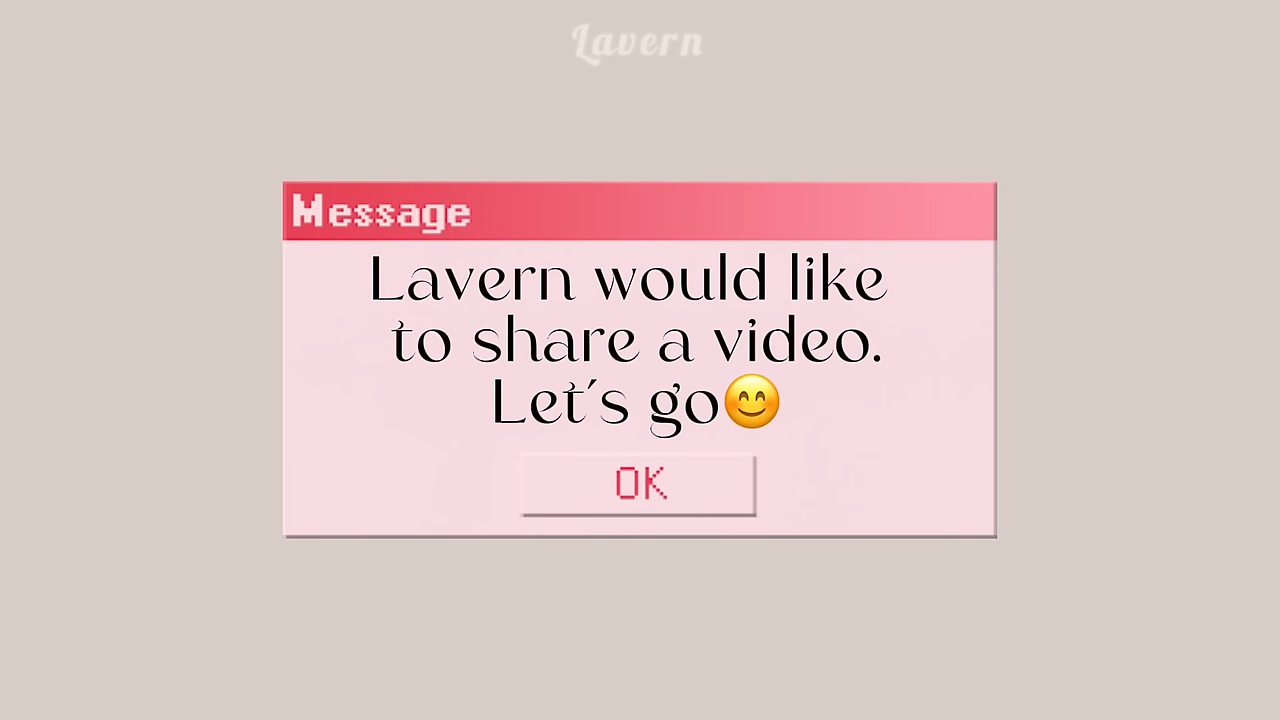 Lavern
Message
Lavern would like
to share a video.
Let's go😊
OK